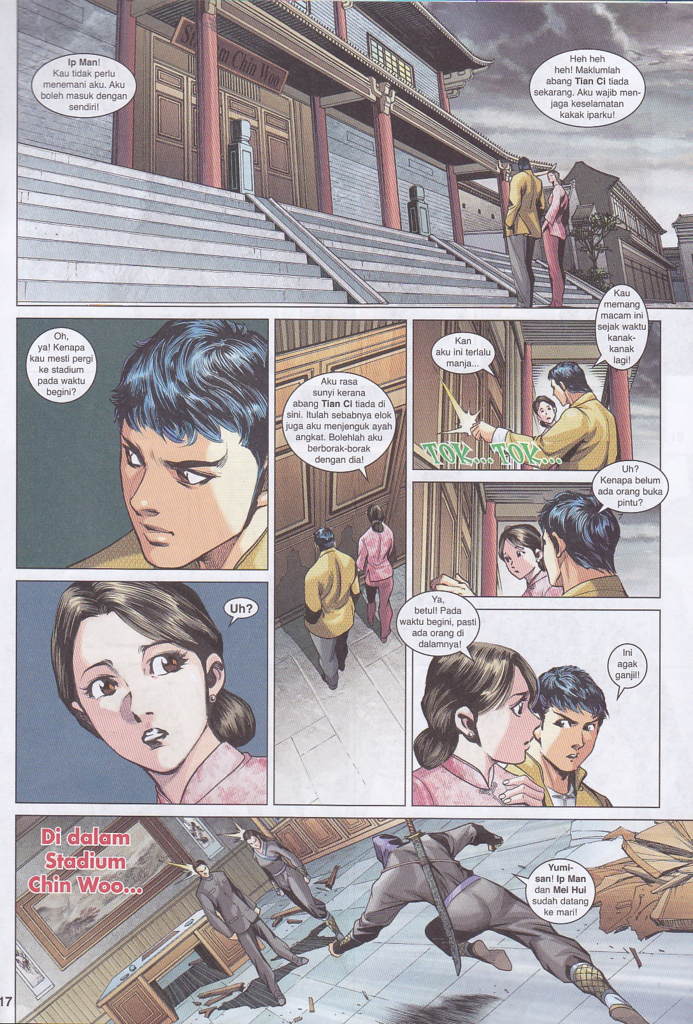 Ip Man!
Kau tidak perlu
menemani aku. Aku
boleh masuk dengan
sendiri!
Stadium Chin Woo
Heh heh
heh! Maklumlah
abang Tian Ci tiada
sekarang. Aku wajib
menjaga keselamatan
kakak iparku!
Oh,
ya! Kenapa
kau mesti pergi
ke stadium
pada waktu
begini?
Uh?
Aku rasa
sunyi kerana
abang Tian Ci tiada di
sini. Itulah sebabnya elok
juga aku menjenguk ayah
angkat. Bolehlah aku
berborak-borak
dengan dia!
Kan
aku ini terlalu
manja...
Kau
memang
macam ini
sejak waktu
kanak-
kanak
lagi!
TOK... TOK...
Uh?
Kenapa belum
ada orang buka
pintu?
Ya,
betul! Pada
waktu begini, pasti
ada orang di
dalamnya!
Ini
agak
ganjil!
Di dalam
Stadium
Chin Woo...
Yumi-
san! Ip Man
dan Mei Hui
sudah datang
ke mari!
17